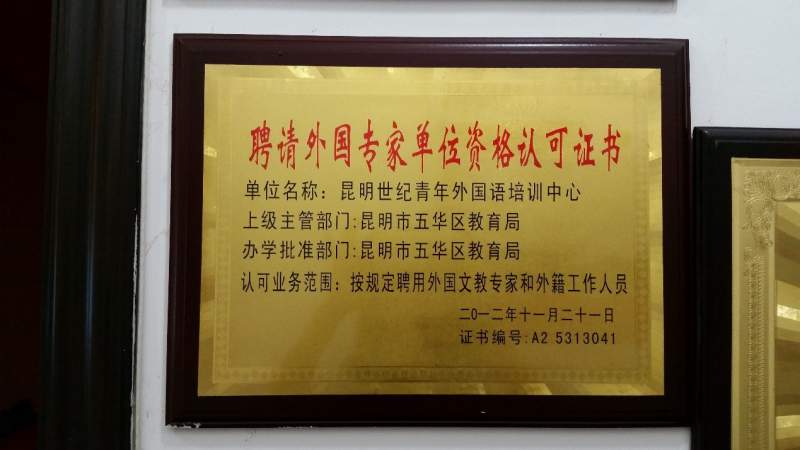 聘请外国专家单位资格认可证书
单位名称：昆明世纪青年外国语培训中心
上级主管部门:昆明市五华区教育局
办学批准部门:昆明市五华区教育局
认可业务范围：按规定聘用外国文教专家和外籍工作人员
二〇一二年十一月二十一日
证书编号:A2 5313041